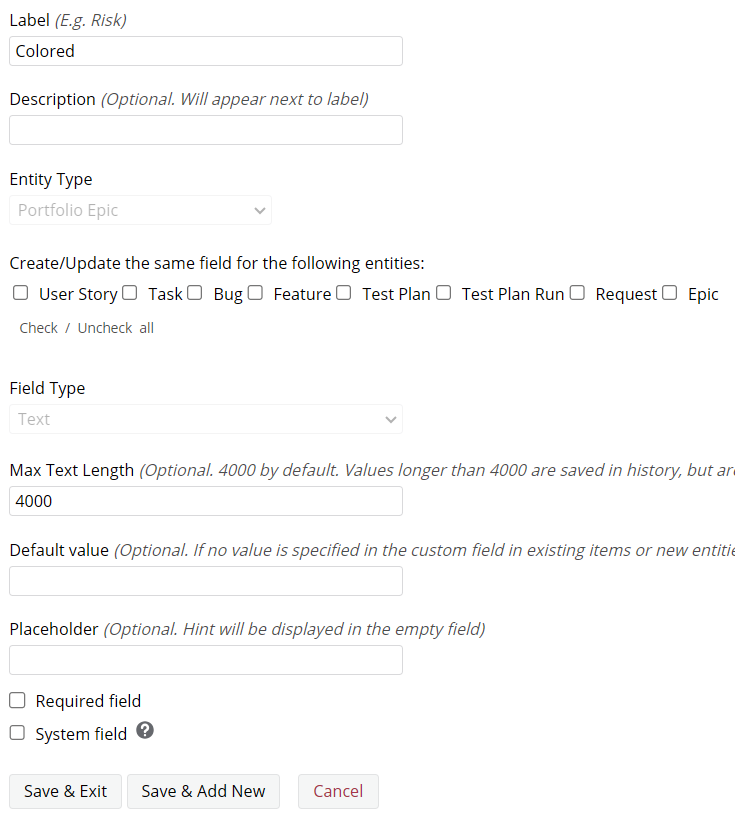 Label (E.g. Risk)
Colored
Description (Optional. Will appear next to label)
Entity Type
Portfolio Epic
Create/Update the same field for the following entities:
User Story Task Bug Feature Test Plan Test Plan Run Request Epic
Check / Uncheck all
Field Type
Text
Max Text Length (Optional. 4000 by default. Values longer than 4000 are saved in history, but
4000
Default value (Optional. If no value is specified in the custom field in existing items or new
Placeholder (Optional. Hint will be displayed in the empty field)
Required field
System field ?
Save & Exit Save & Add New Cancel